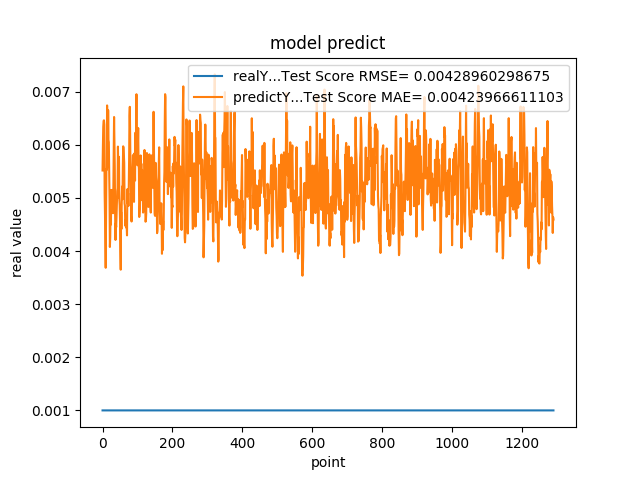 model predict
realY...Test Score RMSE= 0.00428960298675
predictY...Test Score MAE= 0.00423966611103
0.007
0.006
0.005
0.004
0.003
0.002
0.001
real value
0 200 400 600 800 1000 1200
point